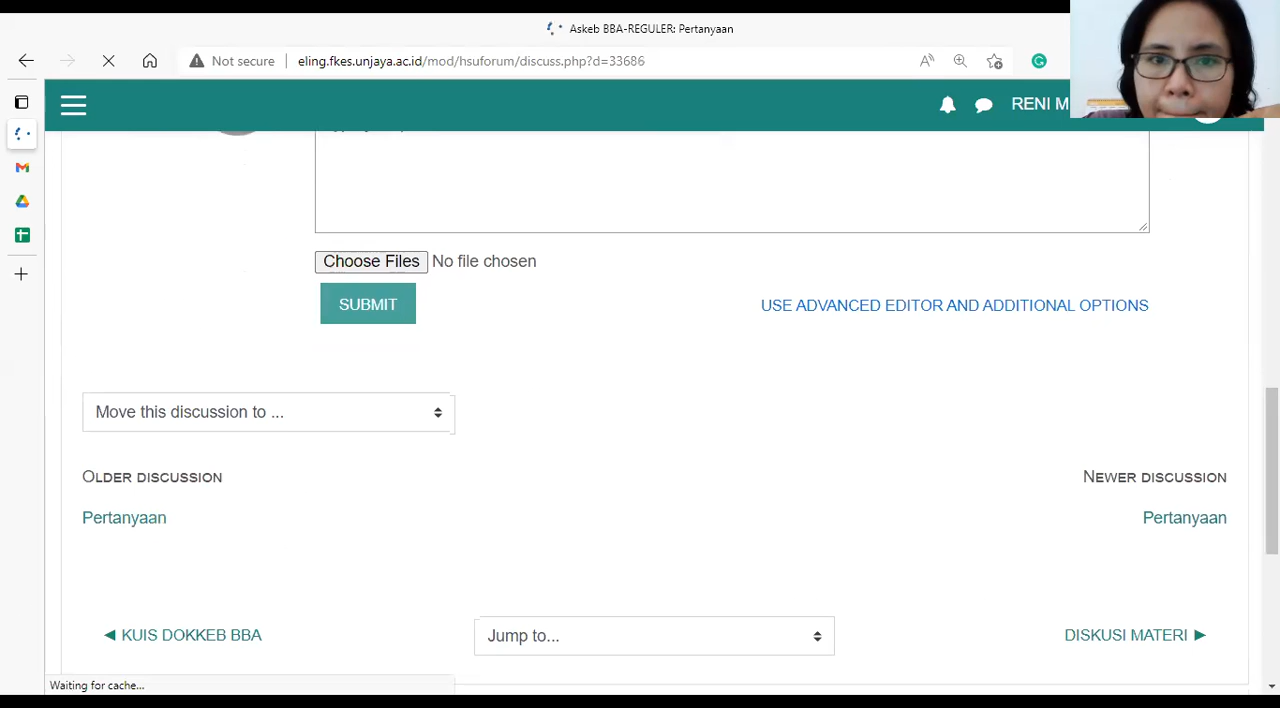 Askeb BBA-REGULER: Pertanyaan
Not secure
eling.fkes.unjaya.ac.id/mod/hsuforum/discuss.php?d=33686
RENI M
Choose Files No file chosen
SUBMIT
USE ADVANCED EDITOR AND ADDITIONAL OPTIONS
Move this discussion to ...
OLDER DISCUSSION
NEWER DISCUSSION
Pertanyaan
Pertanyaan
◄ KUIS DOKKEB BBA
Jump to...
DISKUSI MATERI ►
Waiting for cache...